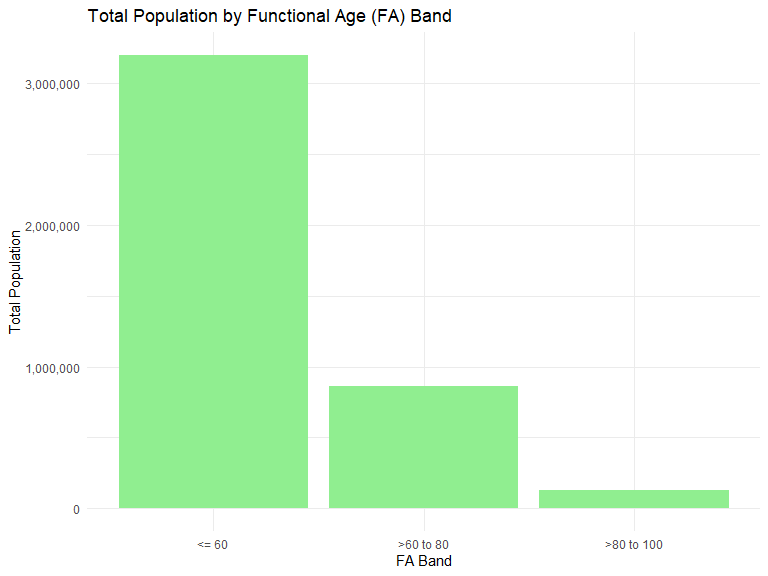 Total Population by Functional Age (FA) Band
Total Population
3,000,000
2,000,000
1,000,000
0
<= 60
>60 to 80
>80 to 100
FA Band